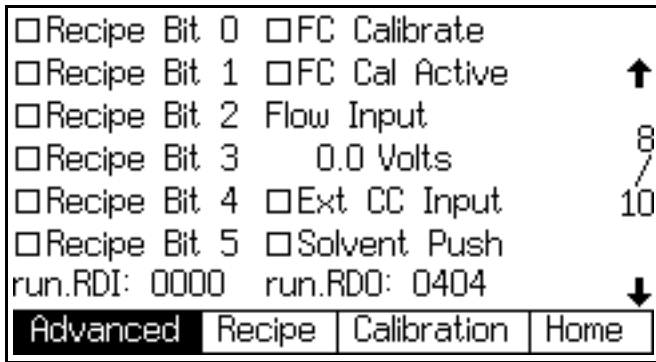 Recipe Bit 0 FC Calibrate
Recipe Bit 1 FC Cal Active
Recipe Bit 2 Flow Input
Recipe Bit 3 0.0 Volts
Recipe Bit 4 Ext CC Input
Recipe Bit 5 Solvent Push
run.RDI: 0000 run.RDO: 0404
8/10
Advanced Recipe Calibration Home